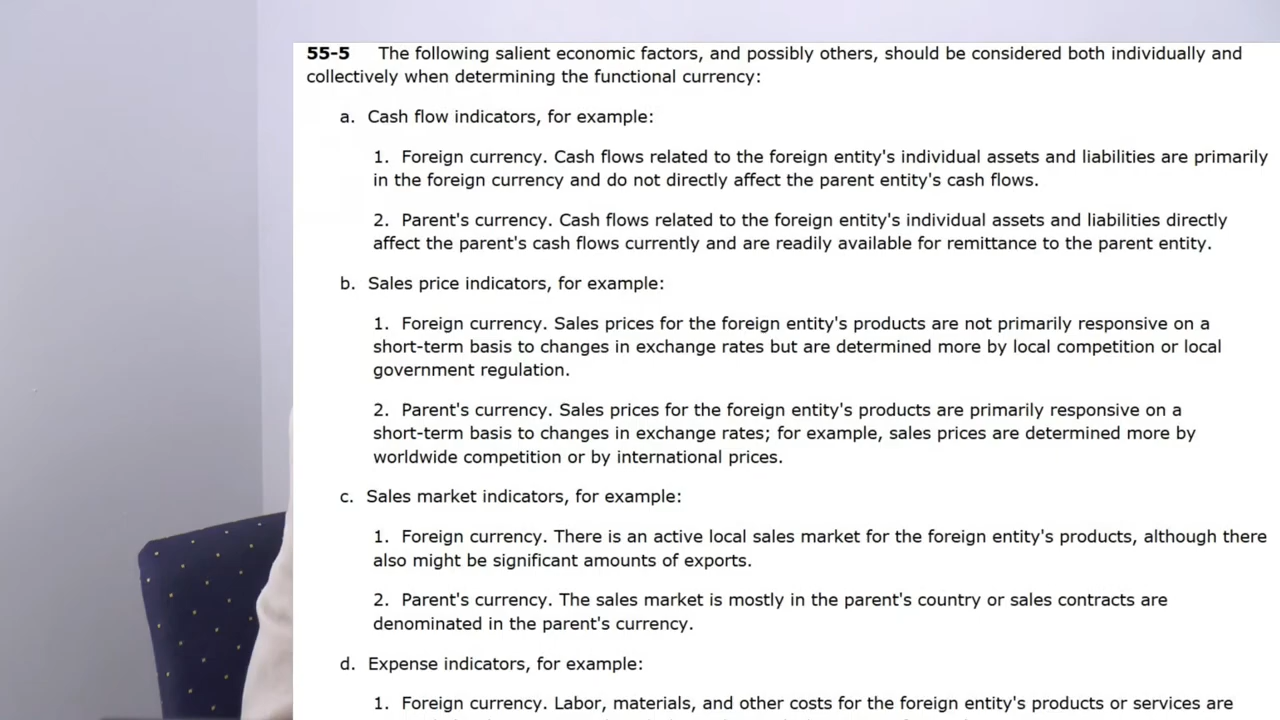 55-5 The following salient economic factors, and possibly others, should be considered both individually and
collectively when determining the functional currency:
a. Cash flow indicators, for example:
1. Foreign currency. Cash flows related to the foreign entity's individual assets and liabilities are primarily
in the foreign currency and do not directly affect the parent entity's cash flows.
2. Parent's currency. Cash flows related to the foreign entity's individual assets and liabilities directly
affect the parent's cash flows currently and are readily available for remittance to the parent entity.
b. Sales price indicators, for example:
1. Foreign currency. Sales prices for the foreign entity's products are not primarily responsive on a
short-term basis to changes in exchange rates but are determined more by local competition or local
government regulation.
2. Parent's currency. Sales prices for the foreign entity's products are primarily responsive on a
short-term basis to changes in exchange rates; for example, sales prices are determined more by
worldwide competition or by international prices.
c. Sales market indicators, for example:
1. Foreign currency. There is an active local sales market for the foreign entity's products, although there
also might be significant amounts of exports.
2. Parent's currency. The sales market is mostly in the parent's country or sales contracts are
denominated in the parent's currency.
d. Expense indicators, for example:
1. Foreign currency. Labor, materials, and other costs for the foreign entity's products or services are